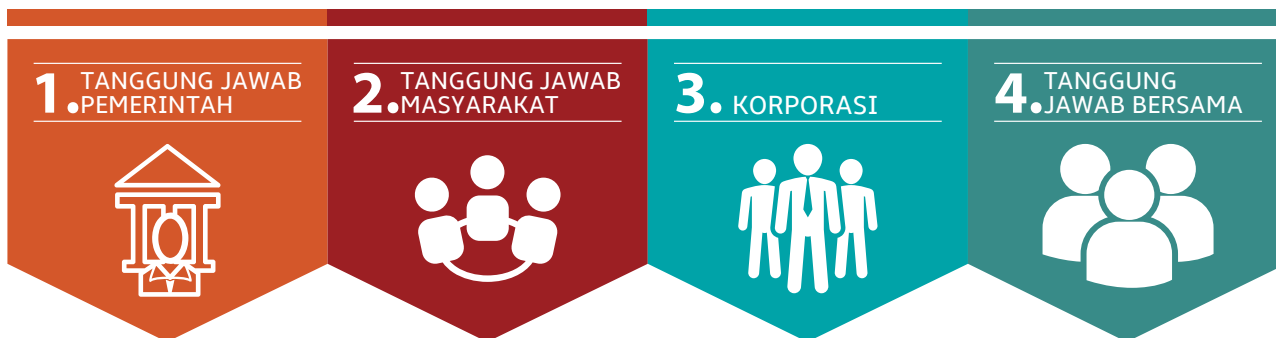 1. TANGGUNG JAWAB
PEMERINTAH
2. TANGGUNG JAWAB
MASYARAKAT
3. KORPORASI
4. TANGGUNG
JAWAB BERSAMA